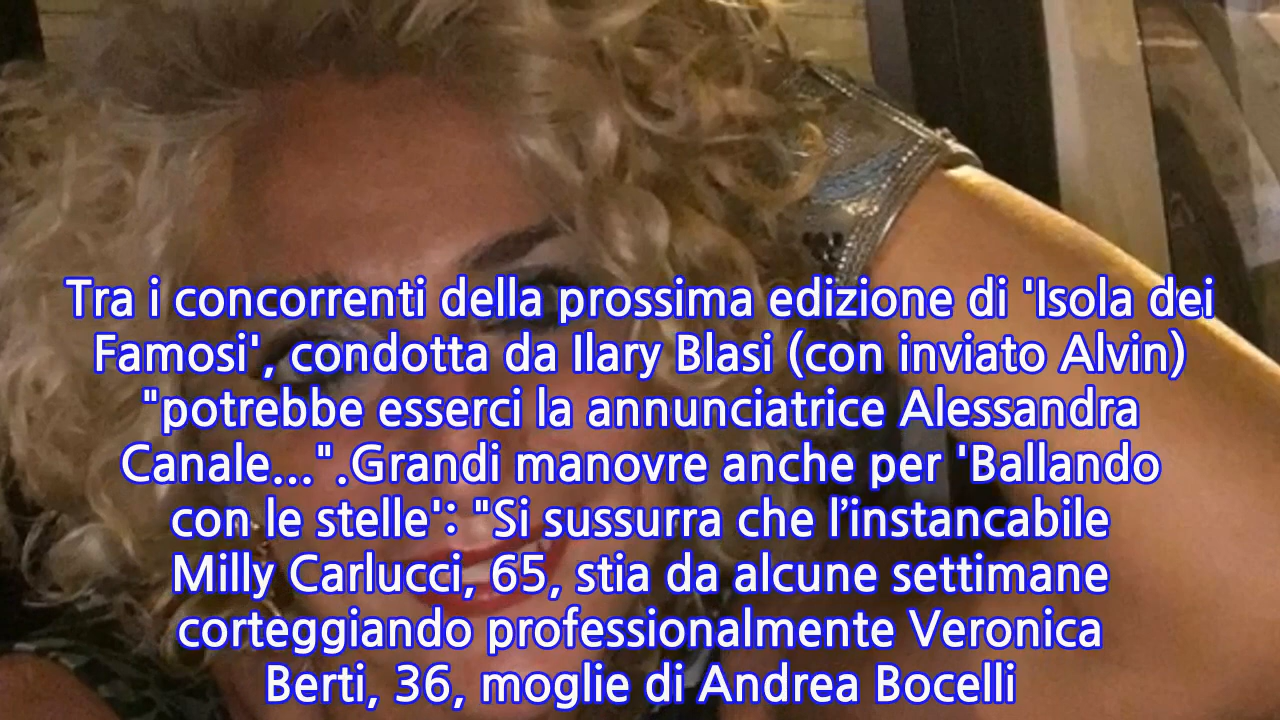 Tra i concorrenti della prossima edizione di 'Isola dei
Famosi', condotta da Ilary Blasi (con inviato Alvin)
"potrebbe esserci la annunciatrice Alessandra
Canale...".Grandi manovre anche per 'Ballando
con le stelle': "Si sussurra che l’instancabile
Milly Carlucci, 65, stia da alcune settimane
corteggiando professionalmente Veronica
Berti, 36, moglie di Andrea Bocelli